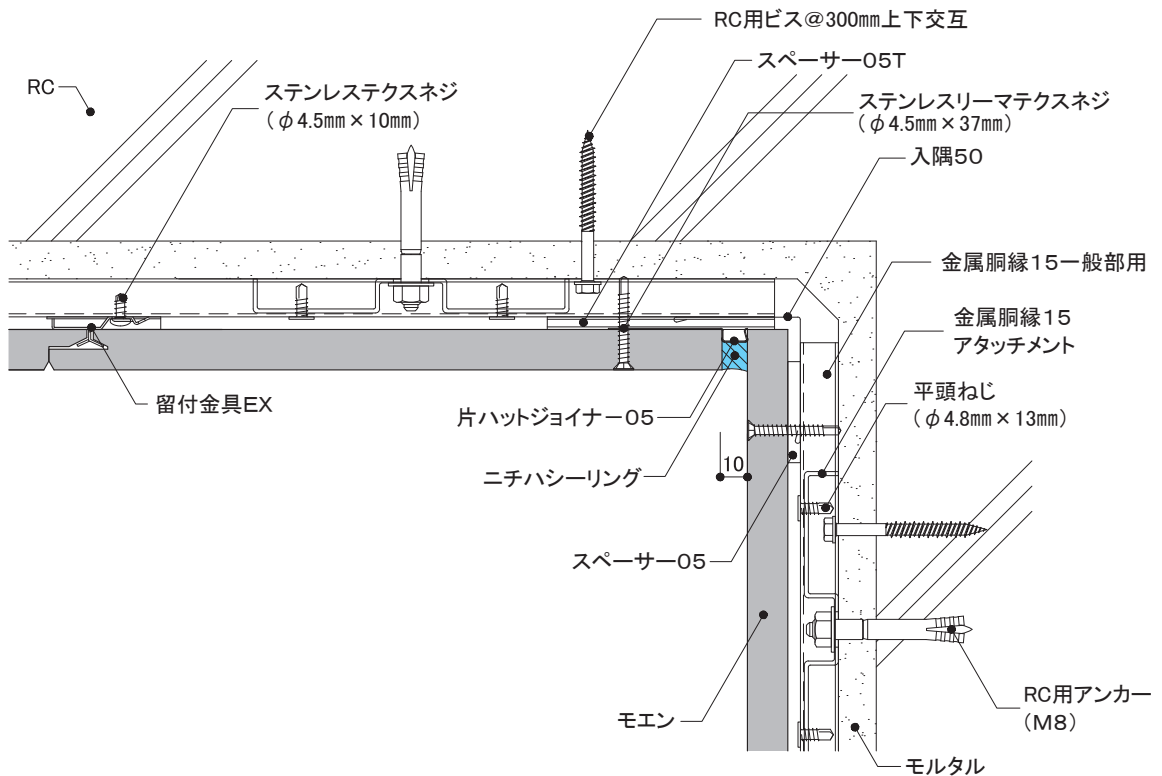 RC用ビス@300mm上下交互
スペーサー05T
RC
ステンレステクスネジ
(φ4.5mm×10mm)
ステンレスリーマテクスネジ
(φ4.5mm×37mm)
入隅50
金属胴縁15一般部用
金属胴縁15
アタッチメント
平頭ねじ
(φ4.8mm×13mm)
留付金具EX
片ハットジョイナー05
10
ニチハシーリング
スペーサー05
モエン
RC用アンカー
(M8)
モルタル